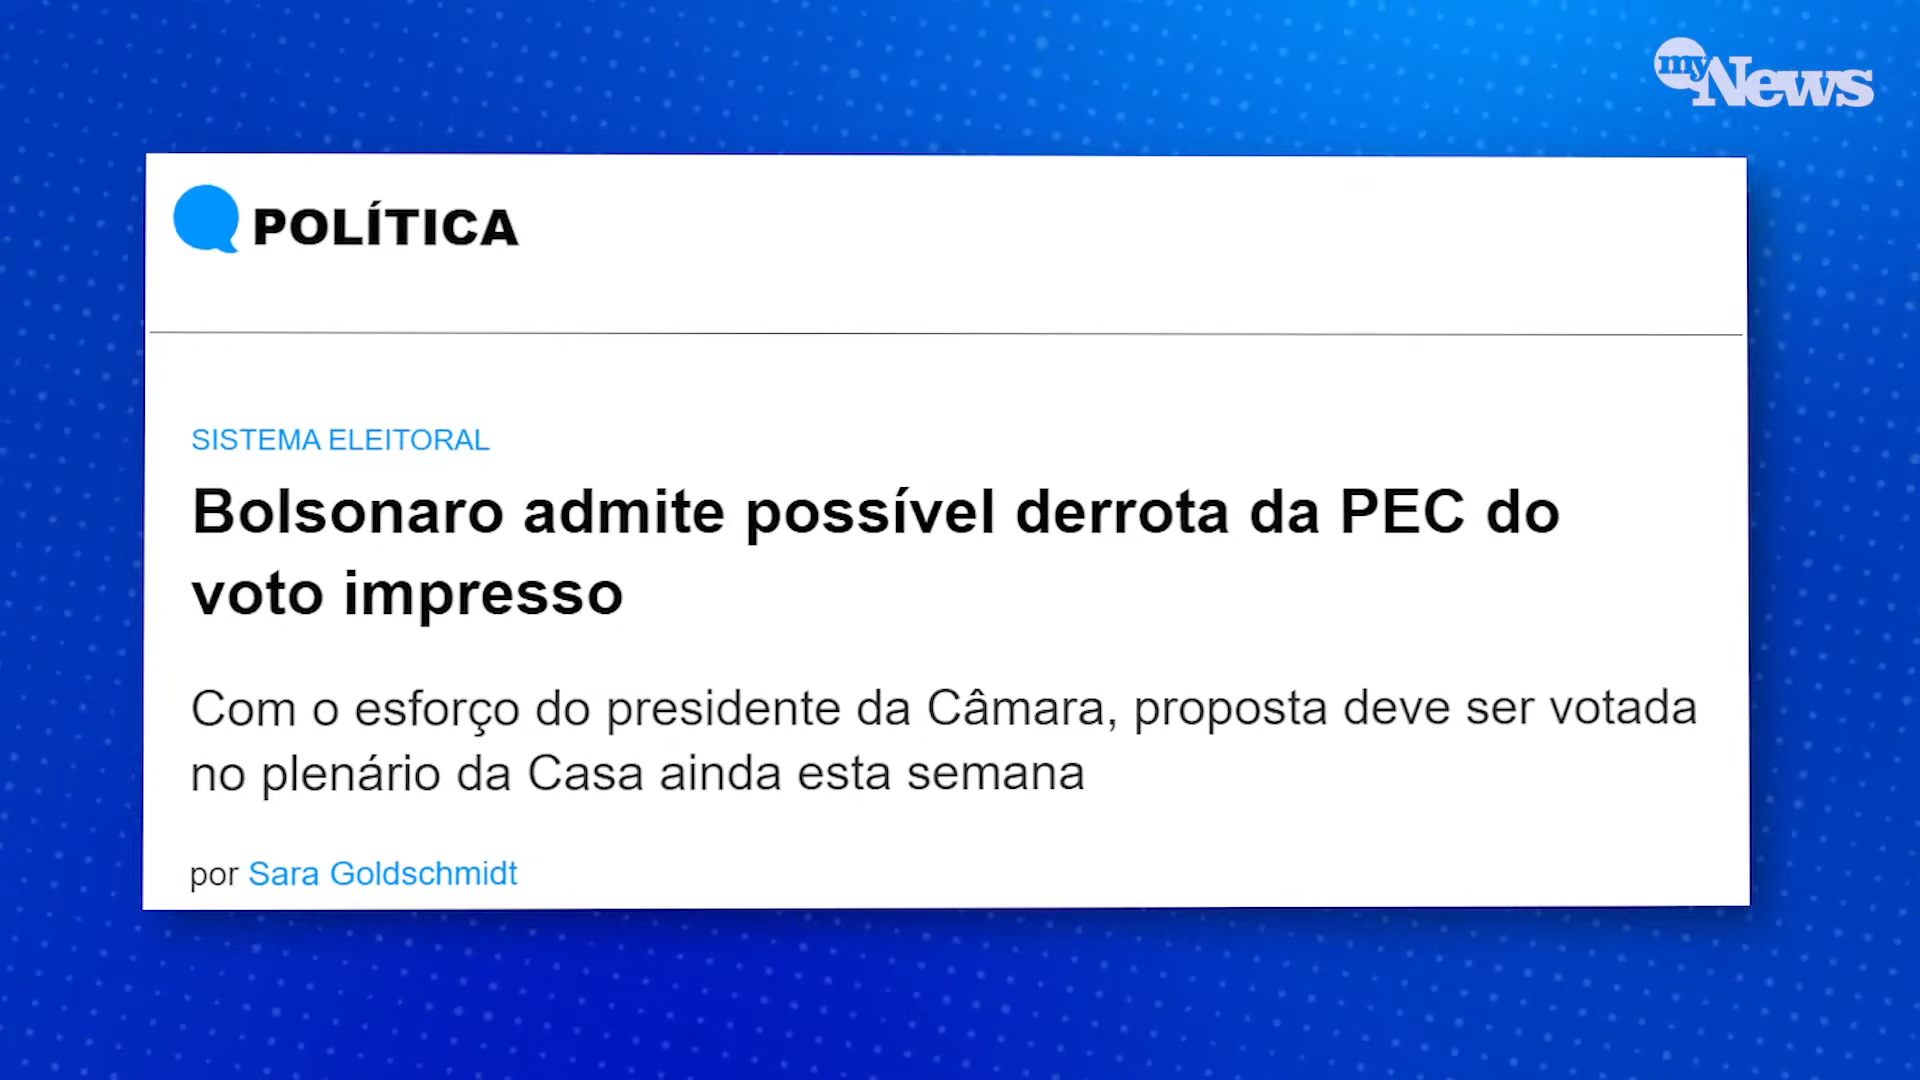 myNews
POLÍTICA
SISTEMA ELEITORAL
Bolsonaro admite possível derrota da PEC do
voto impresso
Com o esforço do presidente da Câmara, proposta deve ser votada
no plenário da Casa ainda esta semana
por Sara Goldschmidt